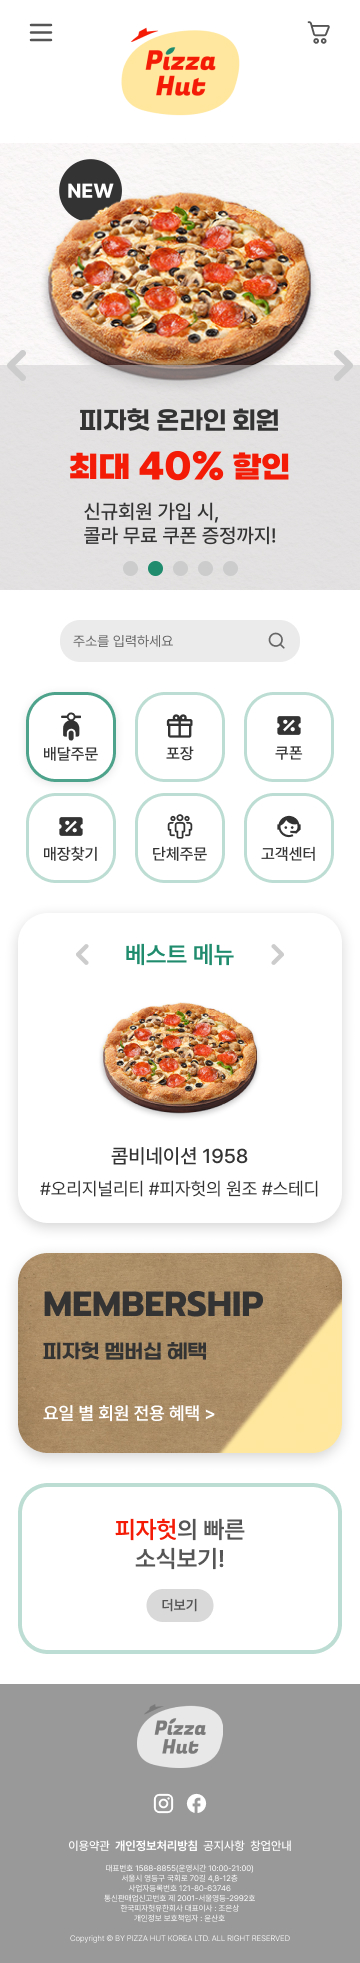 Pizza
Hut
NEW
피자헛 온라인 회원
최대 40% 할인
신규회원 가입 시,
콜라 무료 쿠폰 증정까지!
주소를 입력하세요
배달주문
포장
쿠폰
매장찾기
단체주문
고객센터
베스트 메뉴
콤비네이션 1958
#오리지널리티 #피자헛의 원조 #스테디
MEMBERSHIP
피자헛 멤버십 혜택
요일 별 회원 전용 혜택 >
피자헛의 빠른
소식보기!
더보기
Pizza
Hut
이용약관 개인정보처리방침 공지사항 창업안내
대표번호 1588-8855(운영시간 10:00-21:00)
서울시 영등구 국회로 70길 4,8-12층
사업자등록번호 121-80-63746
통신판매업신고번호 제 2001-서울영등-2992호
한국피자헛유한회사 대표이사 : 조은상
개인정보 보호책임자 : 윤산호
Copyright © BY PIZZA HUT KOREA LTD. ALL RIGHT RESERVED